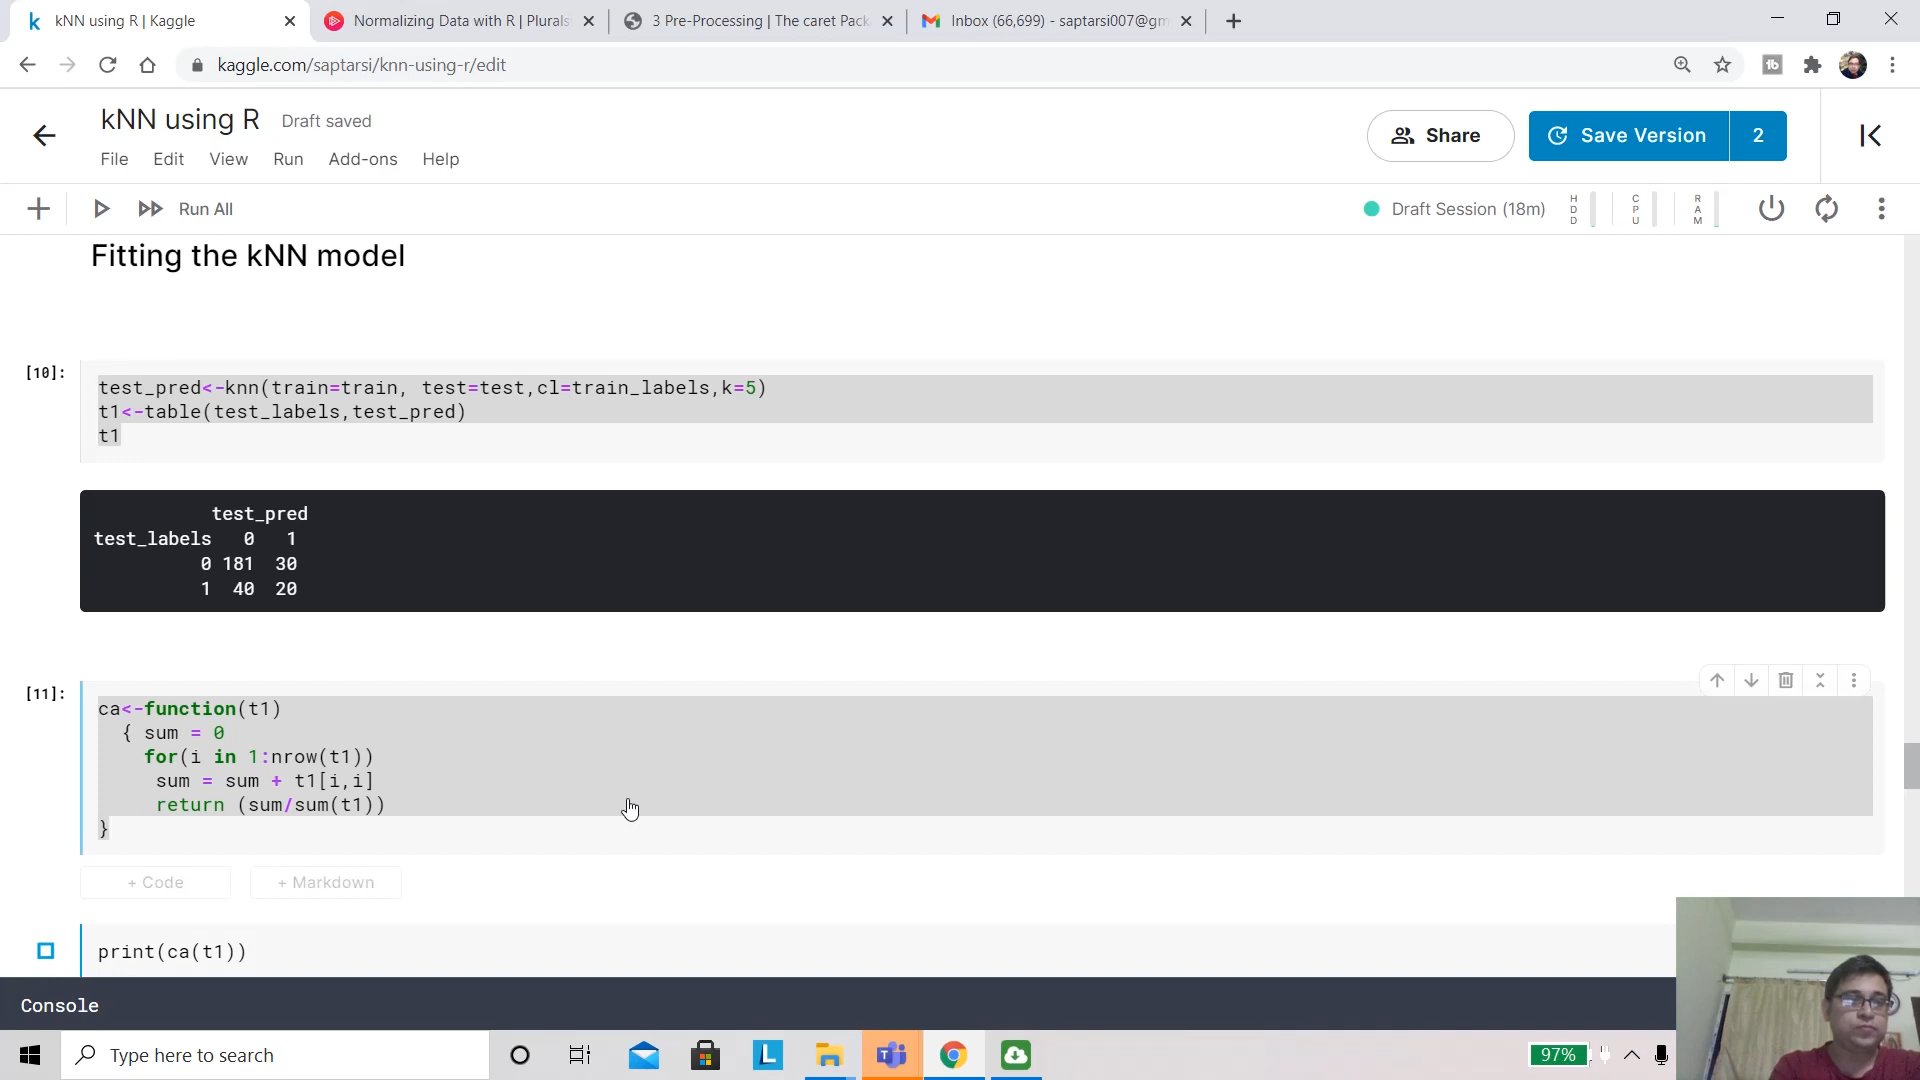 kNN using R | Kaggle
Normalizing Data with R | Plurals
3 Pre-Processing | The caret Pack
Inbox (66,699) - saptarsi007@gm
kaggle.com/saptarsi/knn-using-r/edit
kNN using R
Draft saved
File Edit View Run Add-ons Help
Share
Save Version
2
Run All
Draft Session (18m)
HDD
CPU
RAM
Fitting the kNN model
[10]:
test_pred<-knn(train=train, test=test,cl=train_labels,k=5)
t1<-table(test_labels,test_pred)
t1
test_pred
test_labels 0 1
0 181 30
1 40 20
[11]:
ca<-function(t1)
{ sum = 0
for(i in 1:nrow(t1))
sum = sum + t1[i,i]
return (sum/sum(t1))
}
+ Code
+ Markdown
print(ca(t1))
Console
Type here to search
97%